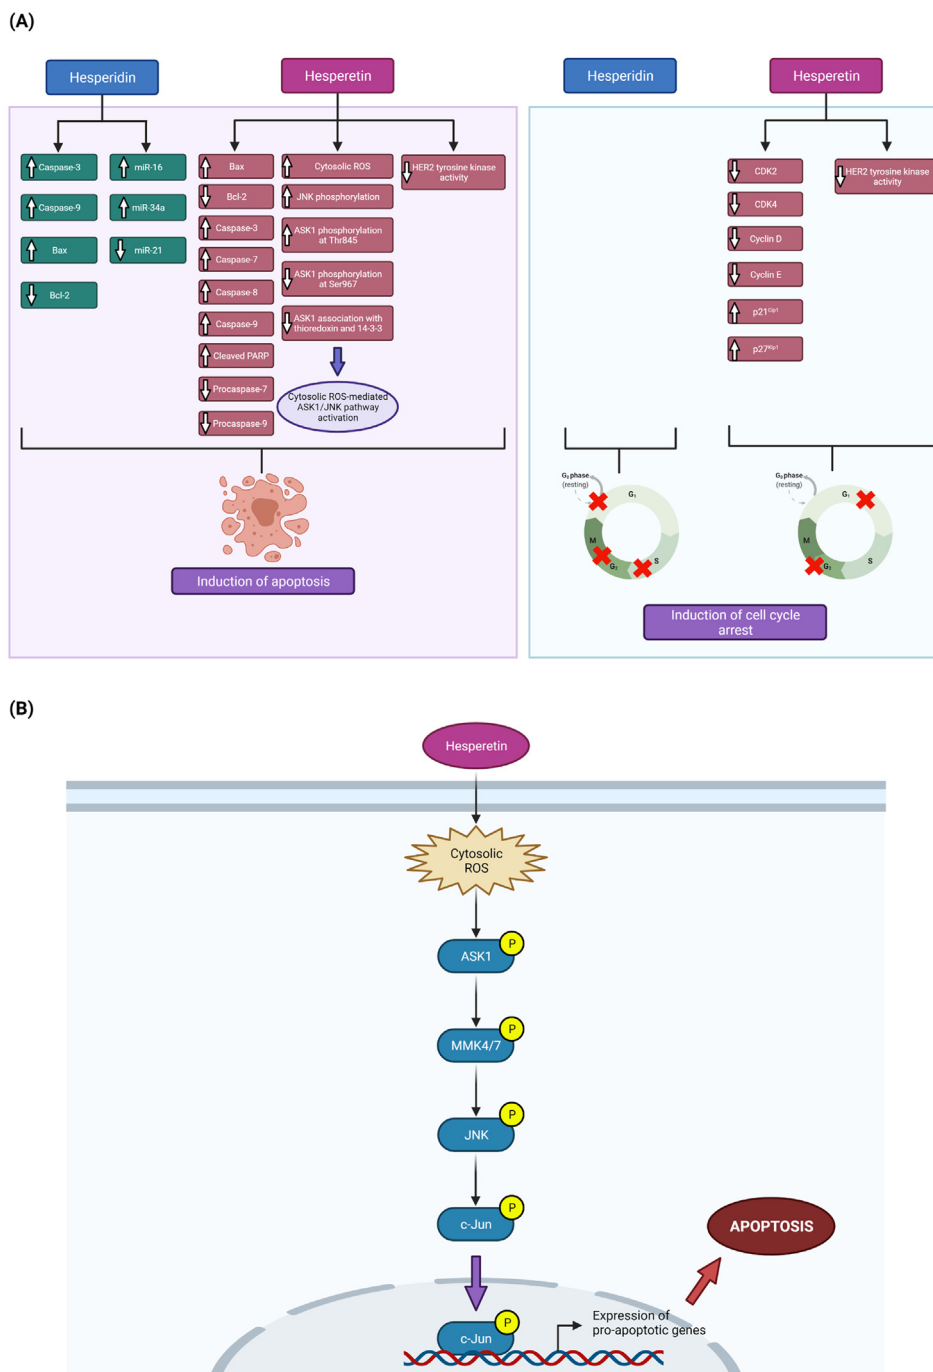 (A)
Hesperidin
Hesperetin
Caspase-3
Caspase-9
Bax
Bcl-2
miR-16
miR-34a
miR-21
Bax
Bcl-2
Caspase-3
Caspase-7
Caspase-8
Caspase-9
Cleaved PARP
Procaspase-7
Procaspase-9
Cytosolic ROS
JNK phosphorylation
ASK1 phosphorylation
at Thr845
ASK1 phosphorylation
at Ser967
ASK1 association with
thioredoxin and 14-3-3
Cytosolic ROS-mediated
ASK1/JNK pathway
activation
HER2 tyrosine kinase
activity
Induction of apoptosis
Hesperidin
Hesperetin
CDK2
CDK4
Cyclin D
Cyclin E
p21Cip1
p27Kip1
HER2 tyrosine kinase
activity
G₀ phase
(resting)
G₁
M
G₂
S
G₀ phase
(resting)
G₁
M
G₂
S
Induction of cell cycle
arrest
(B)
Hesperetin
Cytosolic
ROS
P
ASK1
P
MMK4/7
P
JNK
P
c-Jun
APOPTOSIS
P
c-Jun
Expression of
pro-apoptotic genes